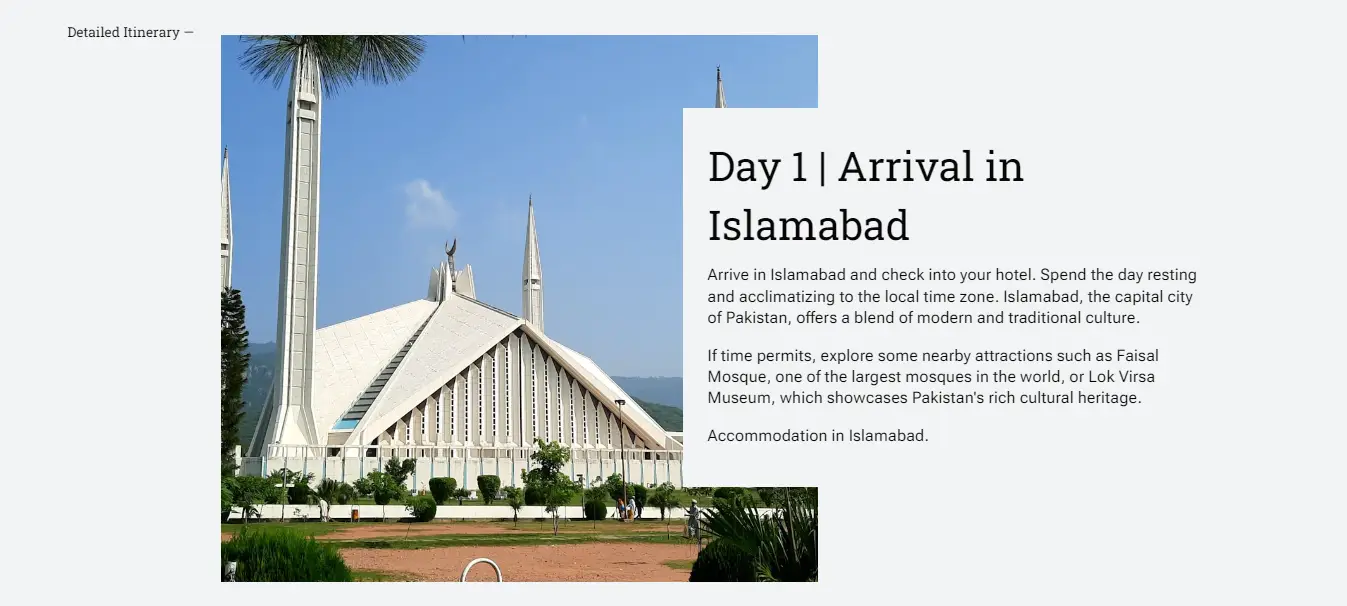 Detailed Itinerary —
Day 1 | Arrival in
Islamabad
Arrive in Islamabad and check into your hotel. Spend the day resting
and acclimatizing to the local time zone. Islamabad, the capital city
of Pakistan, offers a blend of modern and traditional culture.
If time permits, explore some nearby attractions such as Faisal
Mosque, one of the largest mosques in the world, or Lok Virsa
Museum, which showcases Pakistan's rich cultural heritage.
Accommodation in Islamabad.